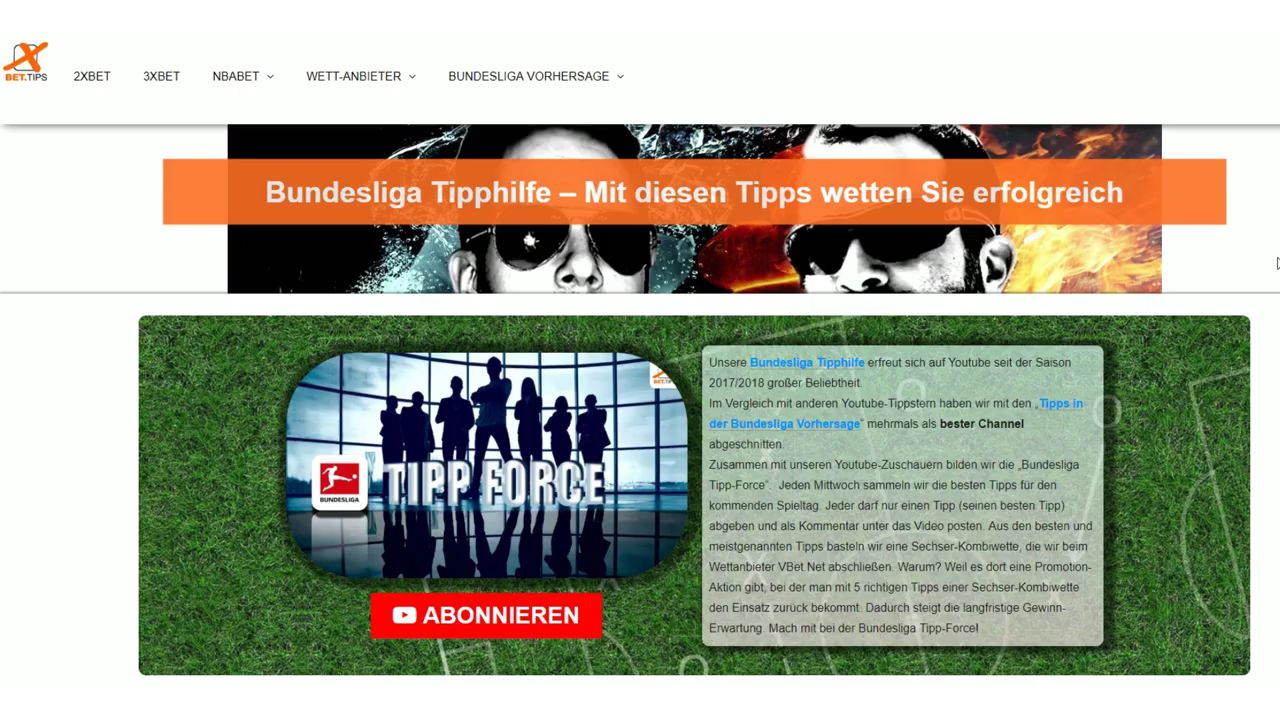 BET.TIPS
2XBET
3XBET
NBABET
WETT-ANBIETER
BUNDESLIGA VORHERSAGE
Bundesliga Tipphilfe – Mit diesen Tipps wetten Sie erfolgreich
BET.TIPS
BUNDESLIGA
TIPP FORCE
ABONNIEREN
Unsere Bundesliga Tipphilfe erfreut sich auf Youtube seit der Saison
2017/2018 großer Beliebtheit.
Im Vergleich mit anderen Youtube-Tippstern haben wir mit den „Tipps in
der Bundesliga Vorhersage“ mehrmals als bester Channel
abgeschnitten.
Zusammen mit unseren Youtube-Zuschauern bilden wir die „Bundesliga
Tipp-Force“. Jeden Mittwoch sammeln wir die besten Tipps für den
kommenden Spieltag. Jeder darf nur einen Tipp (seinen besten Tipp)
abgeben und als Kommentar unter das Video posten. Aus den besten und
meistgenannten Tipps basteln wir eine Sechser-Kombiwette, die wir beim
Wettanbieter VBet Net abschließen. Warum? Weil es dort eine Promotion-
Aktion gibt, bei der man mit 5 richtigen Tipps einer Sechser-Kombiwette
den Einsatz zurück bekommt. Dadurch steigt die langfristige Gewinn-
Erwartung. Mach mit bei der Bundesliga Tipp-Force!